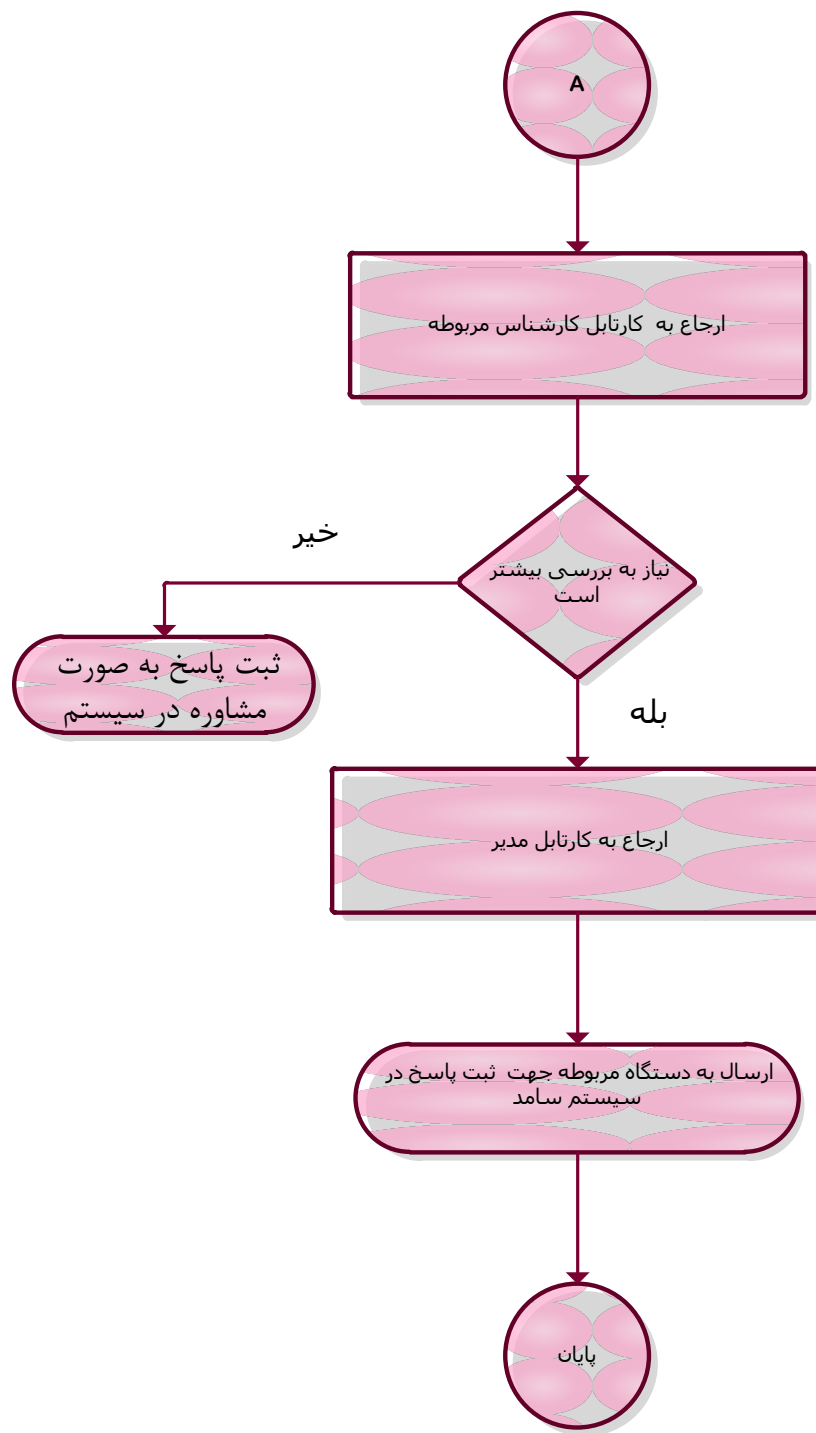 A
ارجاع به کارتابل کارشناس مربوطه
نیاز به بررسی بیشتر
است
خیر
ثبت پاسخ به صورت
مشاوره در سیستم
بله
ارجاع به کارتابل مدیر
ارسال به دستگاه مربوطه جهت ثبت پاسخ در
سیستم سامد
پایان